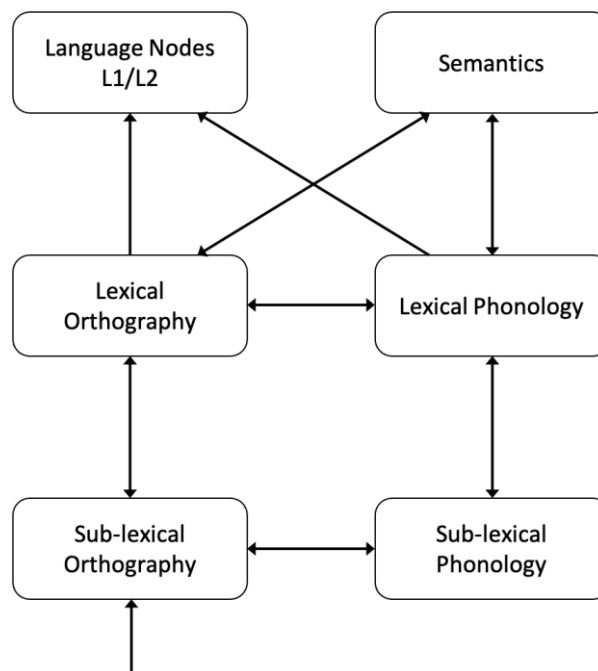 Language Nodes
L1/L2
Semantics
Lexical
Orthography
Lexical Phonology
Sub-lexical
Orthography
Sub-lexical
Phonology